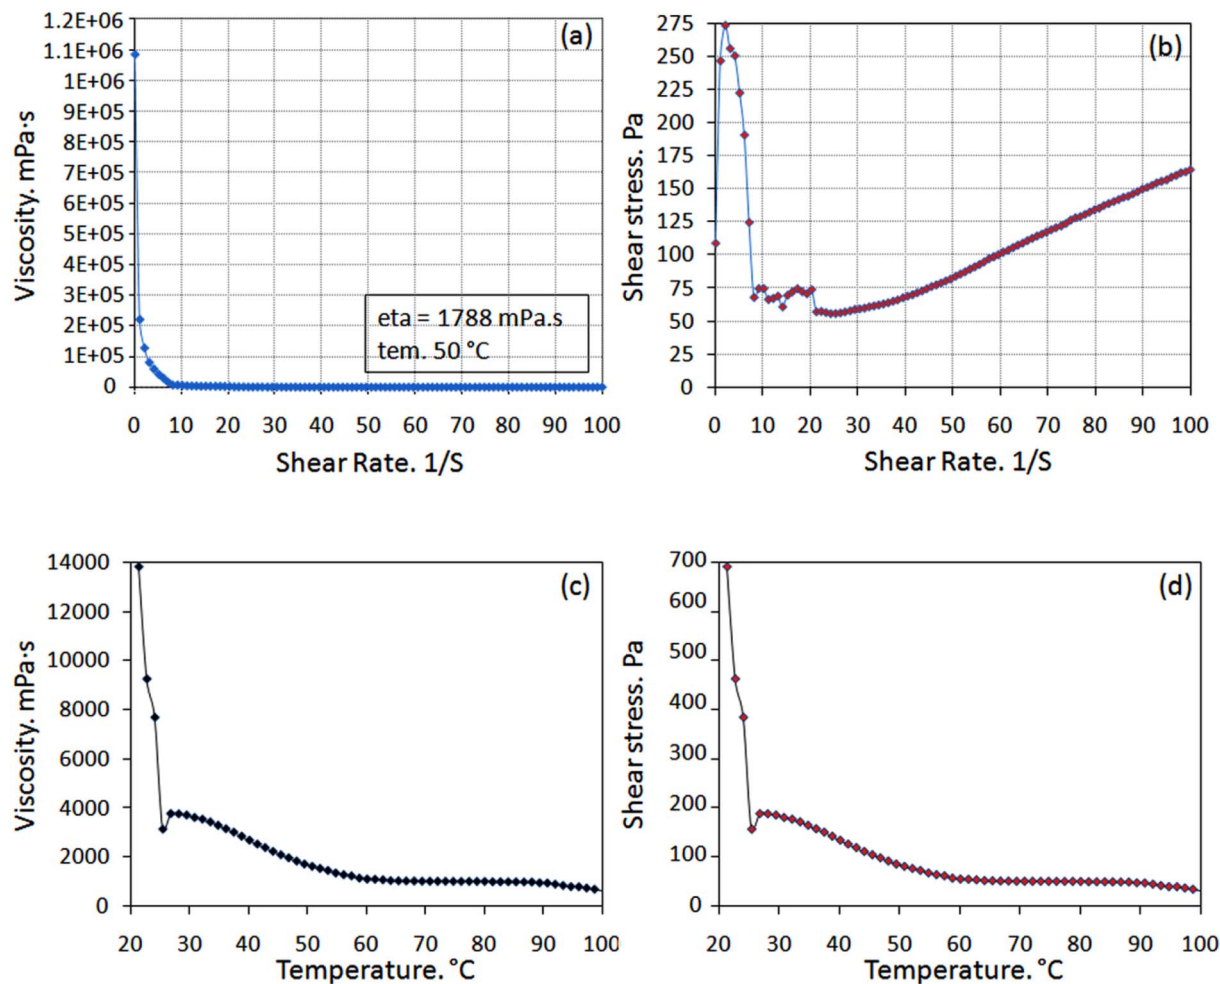 (a)
Viscosity. mPa·s
1.2E+06
1.1E+06
1E+06
9E+05
8E+05
7E+05
6E+05
5E+05
4E+05
3E+05
2E+05
1E+05
0
eta = 1788 mPa.s
tem. 50 °C
0 10 20 30 40 50 60 70 80 90 100
Shear Rate. 1/S
(b)
Shear stress. Pa
275
250
225
200
175
150
125
100
75
50
25
0
0 10 20 30 40 50 60 70 80 90 100
Shear Rate. 1/S
(c)
Viscosity. mPa·s
14000
12000
10000
8000
6000
4000
2000
0
20 30 40 50 60 70 80 90 100
Temperature. °C
(d)
Shear stress. Pa
700
600
500
400
300
200
100
0
20 30 40 50 60 70 80 90 100
Temperature. °C